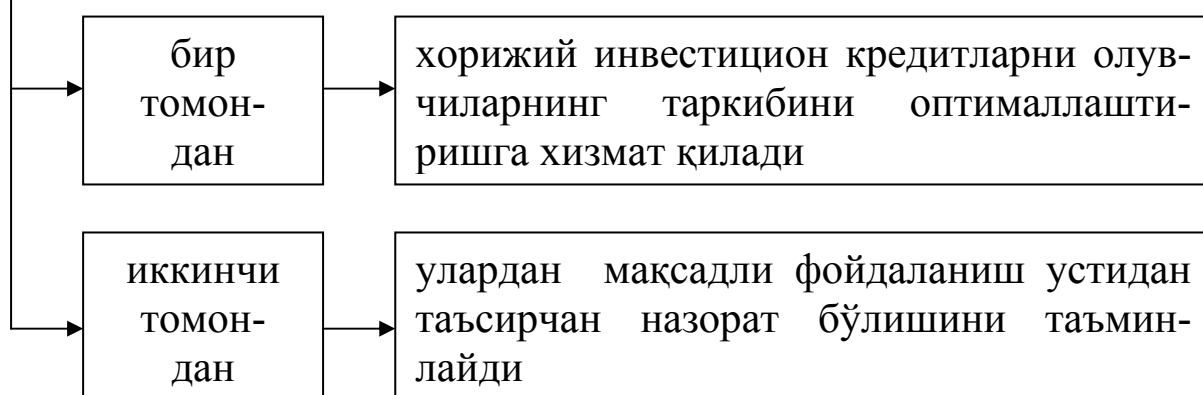 бир
томон-
дан
хорижий инвестицион кредитларни олув-
чиларнинг таркибини оптималлашти-
ришга хизмат қилади
иккинчи
томон-
дан
улардан мақсадли фойдаланиш устидан
таъсирчан назорат бўлишини таъмин-
лайди